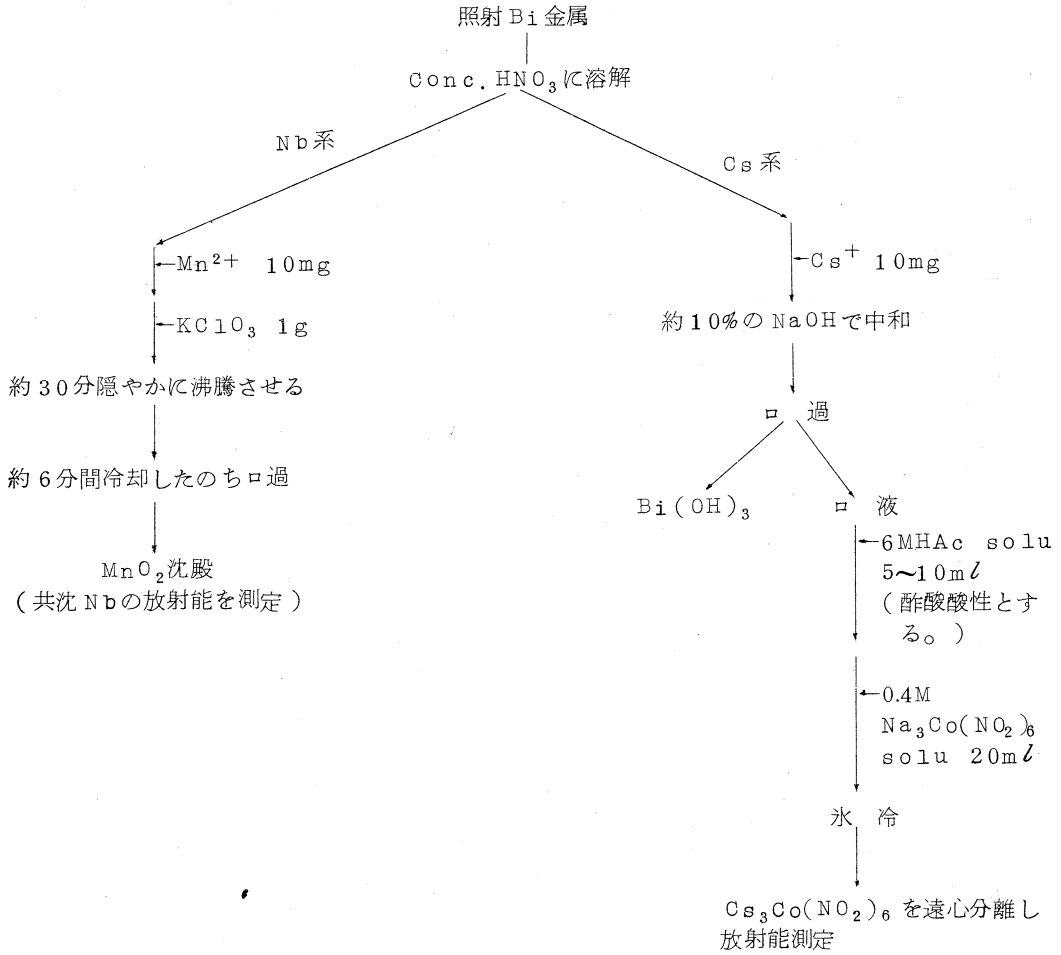 照射Bi金属
Conc.HNO₃に溶解
Nb系
Mn²⁺ 10mg
KClO₃ 1g
約30分隠やかに沸騰させる
約6分間冷却したのちロ過
MnO₂沈殿
(共沈Nbの放射能を測定)
Cs系
Cs⁺ 10mg
約10%のNaOHで中和
ロ 過
Bi(OH)₃
ロ 液
6MHAc solu
5~10ml
(酢酸酸性とす
る。)
0.4M
Na₃Co(NO₂)₆
solu 20ml
氷 冷
Cs₃Co(NO₂)₆を遠心分離し
放射能測定